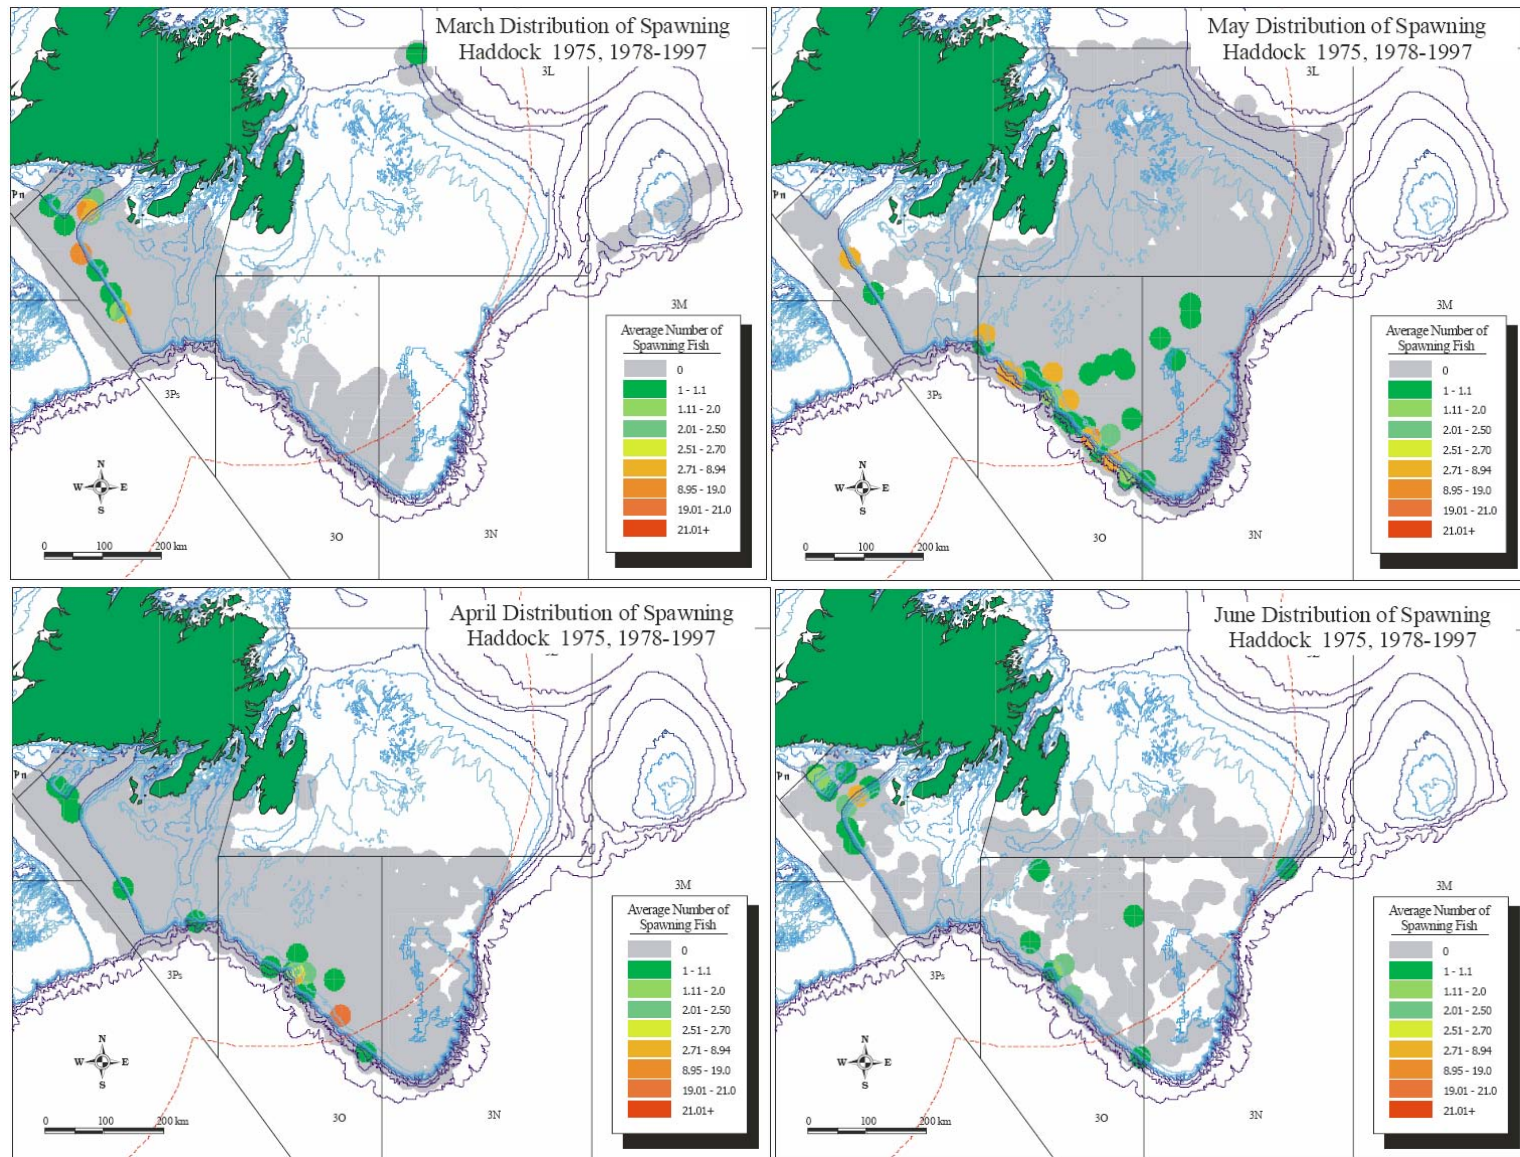 March Distribution of Spawning
Haddock 1975, 1978-1997
3L
Pn
3M
3Ps
3O
3N
N
W E
S
0 100 200 km
Average Number of
Spawning Fish
0
1 - 1.1
1.11 - 2.0
2.01 - 2.50
2.51 - 2.70
2.71 - 8.94
8.95 - 19.0
19.01 - 21.0
21.01+
May Distribution of Spawning
Haddock 1975, 1978-1997
3L
Pn
3M
3Ps
3O
3N
N
W E
S
0 100 200 km
Average Number of
Spawning Fish
0
1 - 1.1
1.11 - 2.0
2.01 - 2.50
2.51 - 2.70
2.71 - 8.94
8.95 - 19.0
19.01 - 21.0
21.01+
April Distribution of Spawning
Haddock 1975, 1978-1997
Pn
3M
3Ps
3O
3N
N
W E
S
0 100 200 km
Average Number of
Spawning Fish
0
1 - 1.1
1.11 - 2.0
2.01 - 2.50
2.51 - 2.70
2.71 - 8.94
8.95 - 19.0
19.01 - 21.0
21.01+
June Distribution of Spawning
Haddock 1975, 1978-1997
Pn
3M
3Ps
3O
3N
N
W E
S
0 100 200 km
Average Number of
Spawning Fish
0
1 - 1.1
1.11 - 2.0
2.01 - 2.50
2.51 - 2.70
2.71 - 8.94
8.95 - 19.0
19.01 - 21.0
21.01+